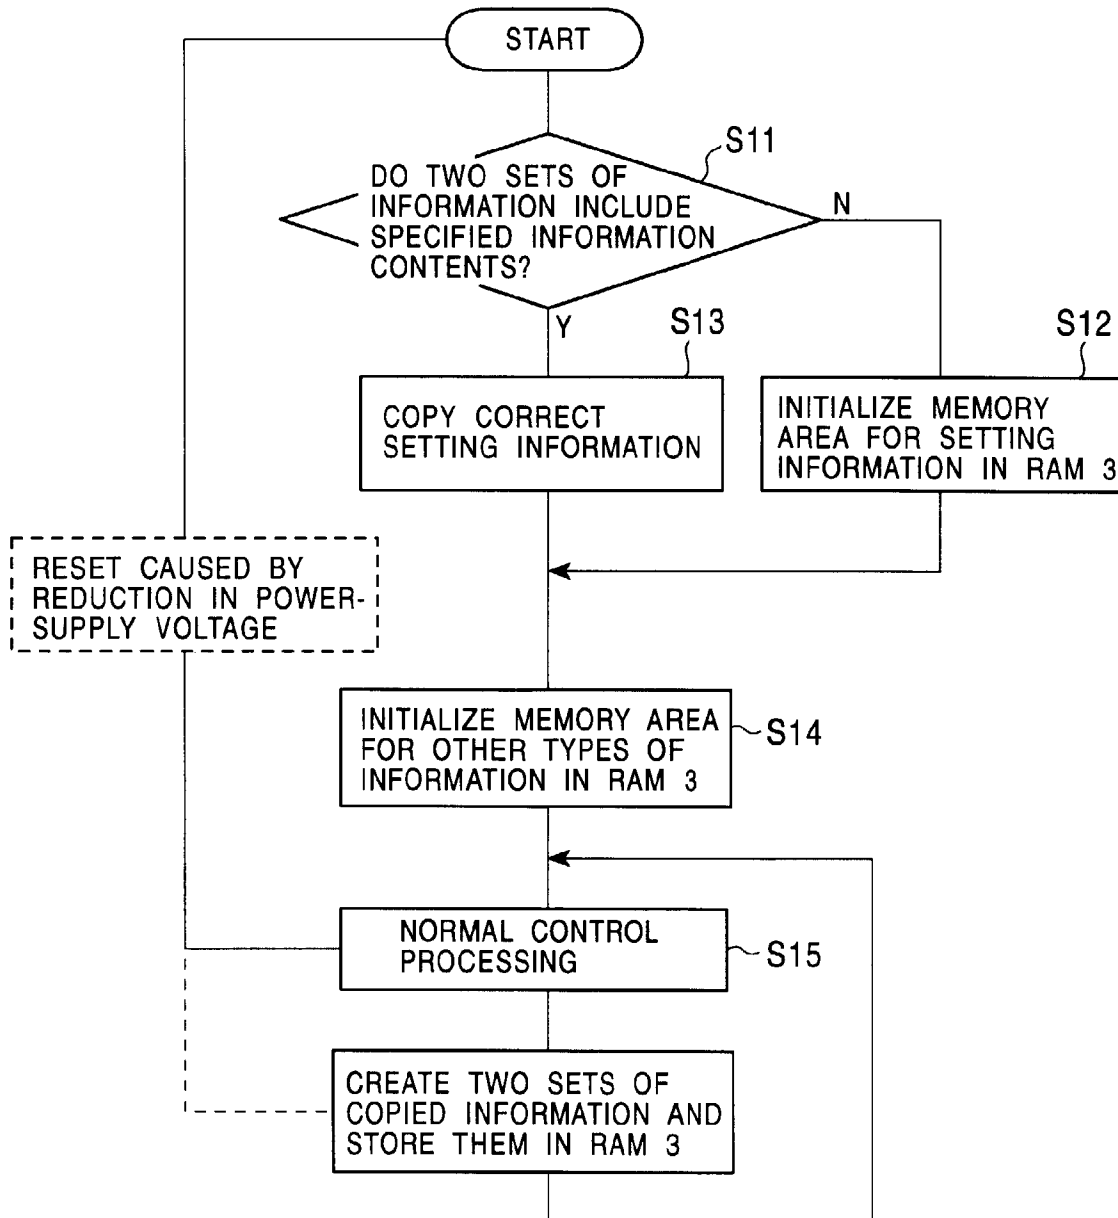 START
S11
DO TWO SETS OF
INFORMATION INCLUDE
SPECIFIED INFORMATION
CONTENTS?
N
Y
S13
S12
COPY CORRECT
SETTING INFORMATION
INITIALIZE MEMORY
AREA FOR SETTING
INFORMATION IN RAM 3
RESET CAUSED BY
REDUCTION IN POWER-
SUPPLY VOLTAGE
INITIALIZE MEMORY AREA
FOR OTHER TYPES OF
INFORMATION IN RAM 3
S14
NORMAL CONTROL
PROCESSING
S15
CREATE TWO SETS OF
COPIED INFORMATION AND
STORE THEM IN RAM 3